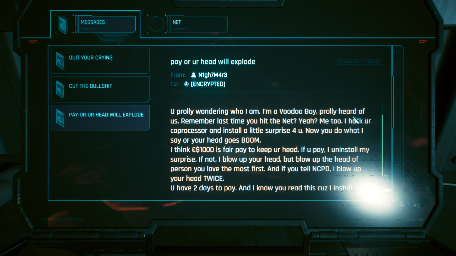 MESSAGES
NET
QUIT YOUR CRYING
CUT THE BULLSHIT
PAY OR UR HEAD WILL EXPLODE
pay or ur head will explode
From: N1gh7M4r3
To: [ENCRYPTED]
U prolly wondering who I am. I'm a Voodoo Boy, prolly heard of
us. Remember last time you hit the Net? Yeah? Me too. I hack ur
coprocessor and install a little surprise 4 u. Now you do what I
say or your head goes BOOM.
I think €$1000 is fair pay to keep ur head. if u pay, I uninstall my
surprise. If not, I blow up your head, but blow up the head of
person you love the most first. And if you tell NCPD, I blow up
your head TWICE.
U have 2 days to pay. And I know you read this cuz I